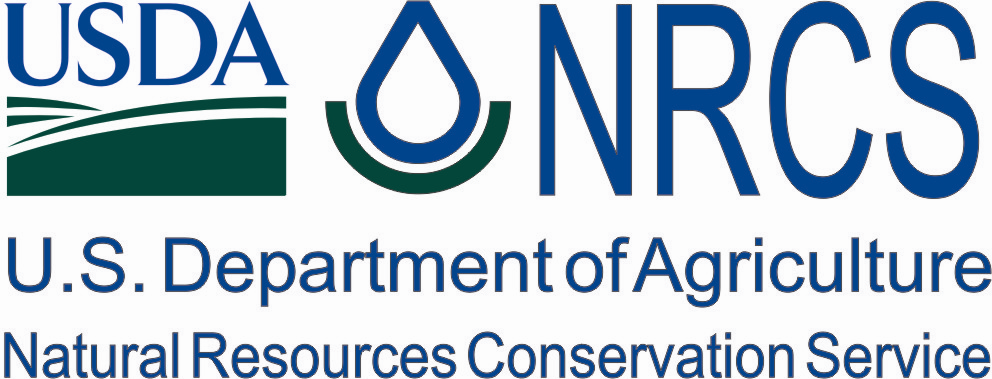 USDA NRCS
U.S. Department of Agriculture
Natural Resources Conservation Service